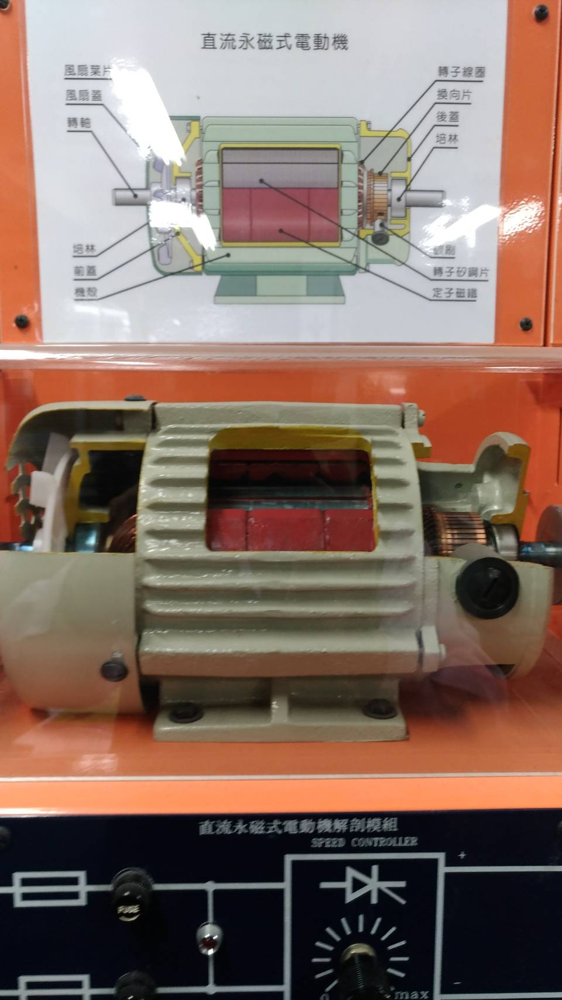 直流永磁式電動機
風扇葉片
風扇蓋
轉軸
培林
前蓋
機殼
轉子線圈
換向片
後蓋
培林
碳刷
轉子矽鋼片
定子磁鐵
直流永磁式電動機解剖模組
SPEED CONTROLLER
+
FUSE
-
0
max